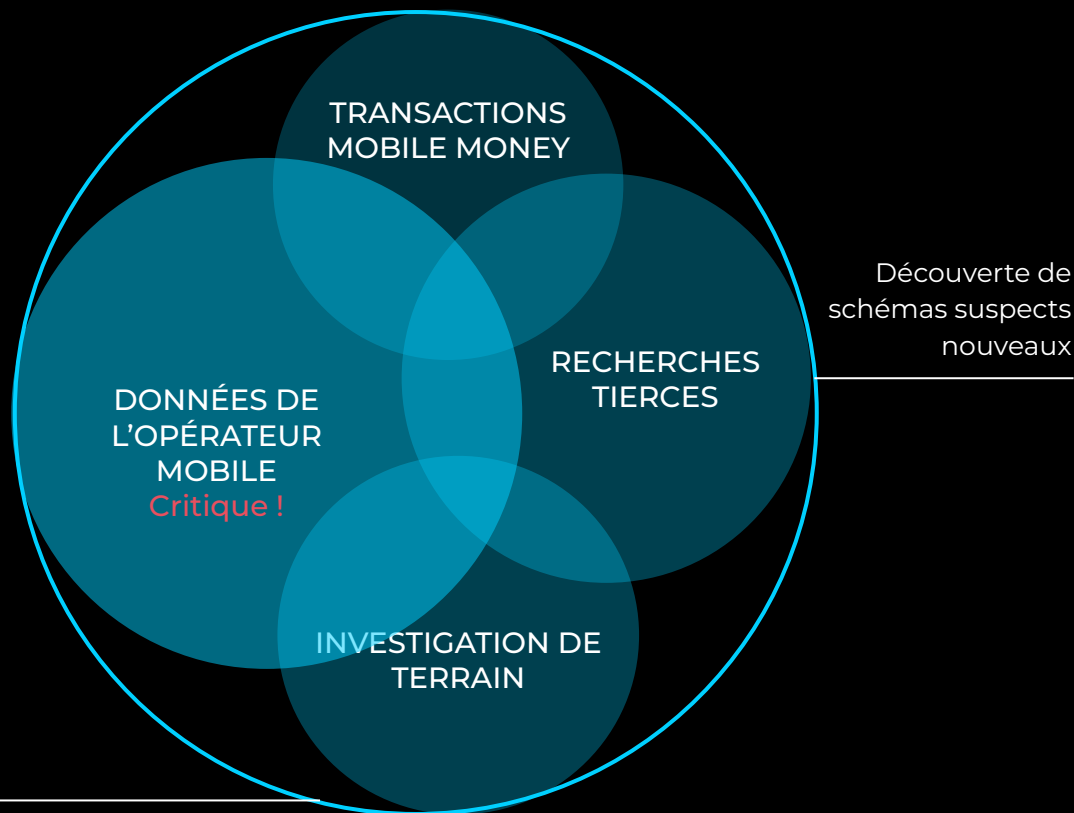 TRANSACTIONS
MOBILE MONEY
Découverte de
schémas suspects
nouveaux
RECHERCHES
TIERCES
DONNÉES DE
L’OPÉRATEUR
MOBILE
Critique !
INVESTIGATION DE
TERRAIN